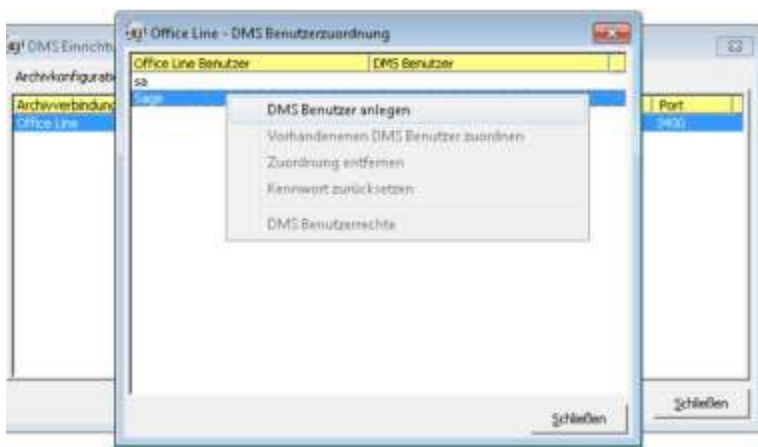 DMS Einricht
Archivkonfigurati
Archivverbindung
Office Line
Port
3400
Schließen
Office Line - DMS Benutzerzuordnung
Office Line Benutzer DMS Benutzer
sa
Sage
DMS Benutzer anlegen
Vorhandenenen DMS Benutzer zuordnen
Zuordnung entfernen
Kennwort zurücksetzen
DMS Benutzerrechte
Schließen